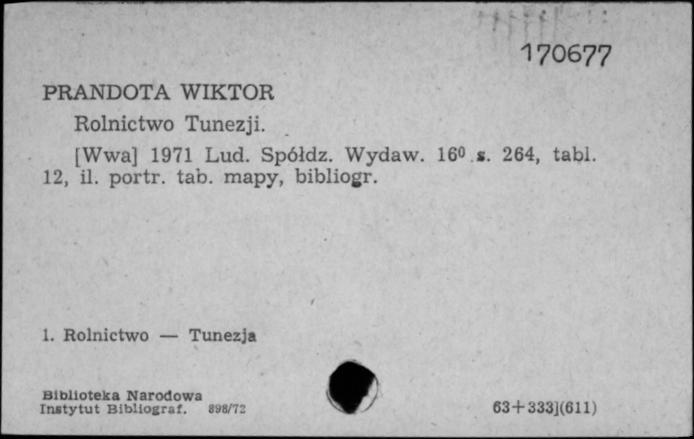 170677
PRANDOTA WIKTOR
Rolnictwo Tunezji.
[Wwa] 1971 Lud. Spółdz. Wydaw. 16⁰ s. 264, tabl.
12, il. portr. tab. mapy, bibliogr.
1. Rolnictwo — Tunezja
Biblioteka Narodowa
Instytut Bibliograf. 898/72
63+333](611)